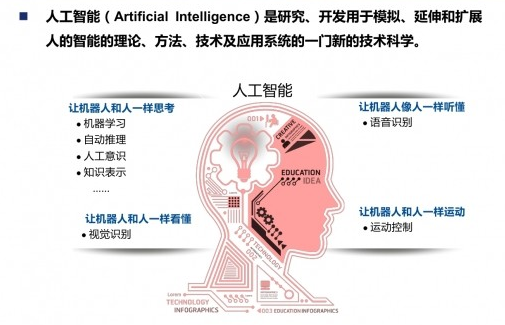 人工智能（Artificial Intelligence）是研究、开发用于模拟、延伸和扩展
人的智能的理论、方法、技术及应用系统的一门新的技术科学。
人工智能
让机器人和人一样思考
• 机器学习
• 自动推理
• 人工意识
• 知识表示
……
让机器人和人一样看懂
• 视觉识别
让机器人像人一样听懂
• 语音识别
让机器人和人一样运动
• 运动控制
001
CREATIVE
EDUCATION
IDEA
TECHNOLOGY
002
Lorem
TECHNOLOGY
INFOGRAPHICS
003 EDUCATION INFOGRAPHICS